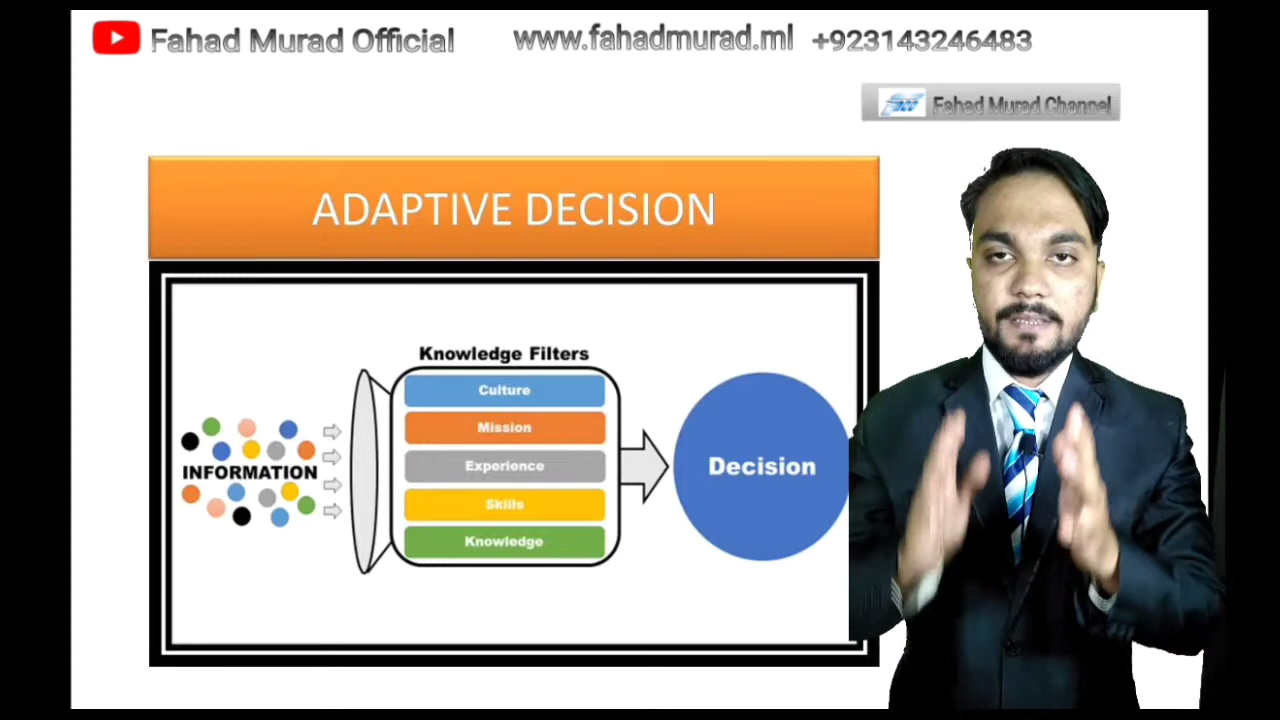 Fahad Murad Official www.fahadmurad.ml +923143246483
Fahad Murad Channel
ADAPTIVE DECISION
Knowledge Filters
Culture
Mission
Experience
Skills
Knowledge
INFORMATION
Decision